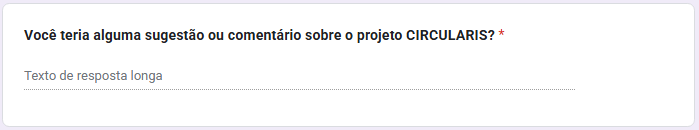 Você teria alguma sugestão ou comentário sobre o projeto CIRCULARIS? *
Texto de resposta longa